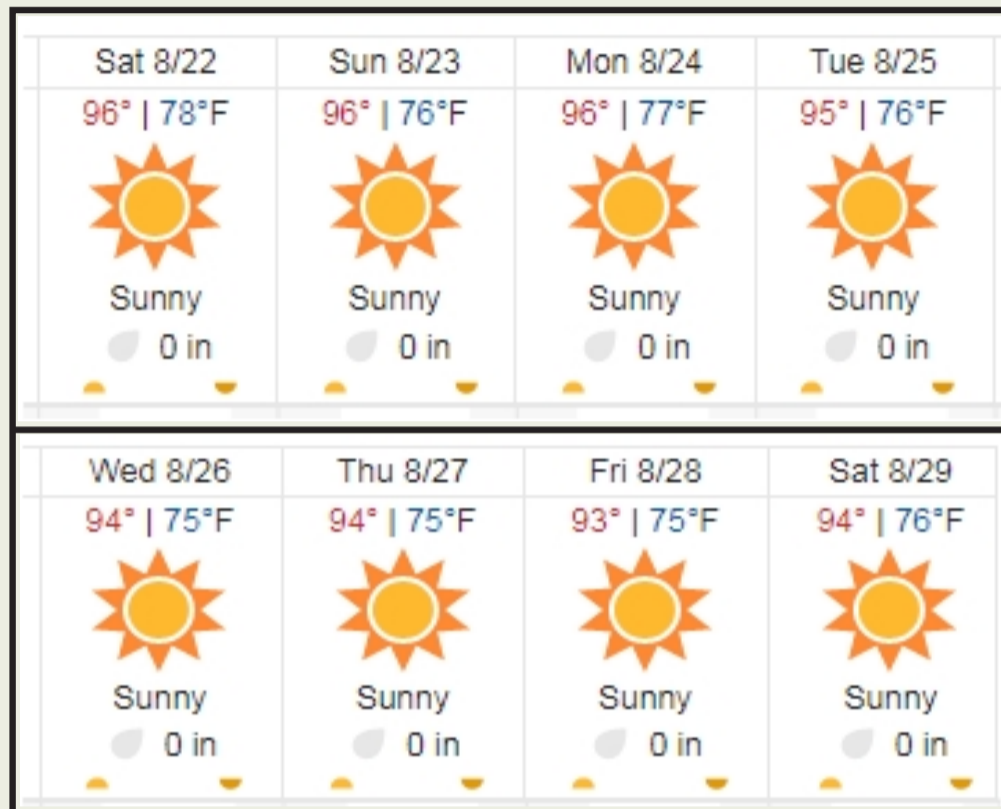 Sat 8/22 Sun 8/23 Mon 8/24 Tue 8/25
96° | 78°F 96° | 76°F 96° | 77°F 95° | 76°F
Sunny Sunny Sunny Sunny
0 in 0 in 0 in 0 in
Wed 8/26 Thu 8/27 Fri 8/28 Sat 8/29
94° | 75°F 94° | 75°F 93° | 75°F 94° | 76°F
Sunny Sunny Sunny Sunny
0 in 0 in 0 in 0 in